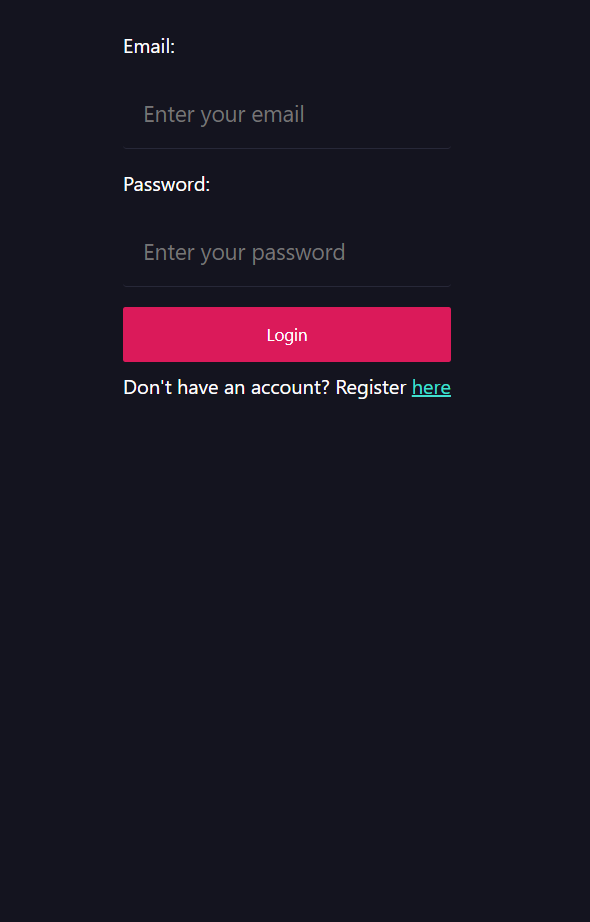 Email:
Enter your email
Password:
Enter your password
Login
Don't have an account? Register here